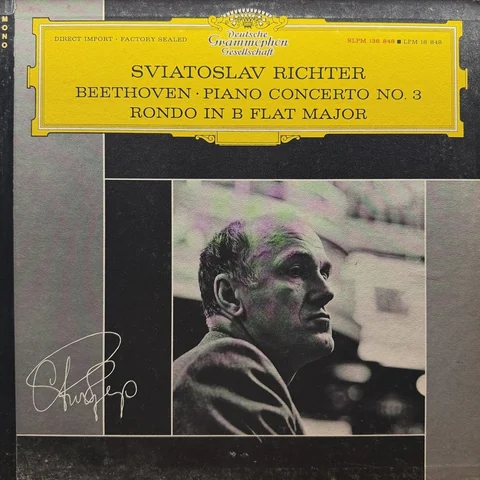 MONO
DIRECT IMPORT · FACTORY SEALED
Deutsche
Grammophon
Gesellschaft
SLPM 138 848 ■ LPM 18 848
SVIATOSLAV RICHTER
BEETHOVEN · PIANO CONCERTO NO. 3
RONDO IN B FLAT MAJOR